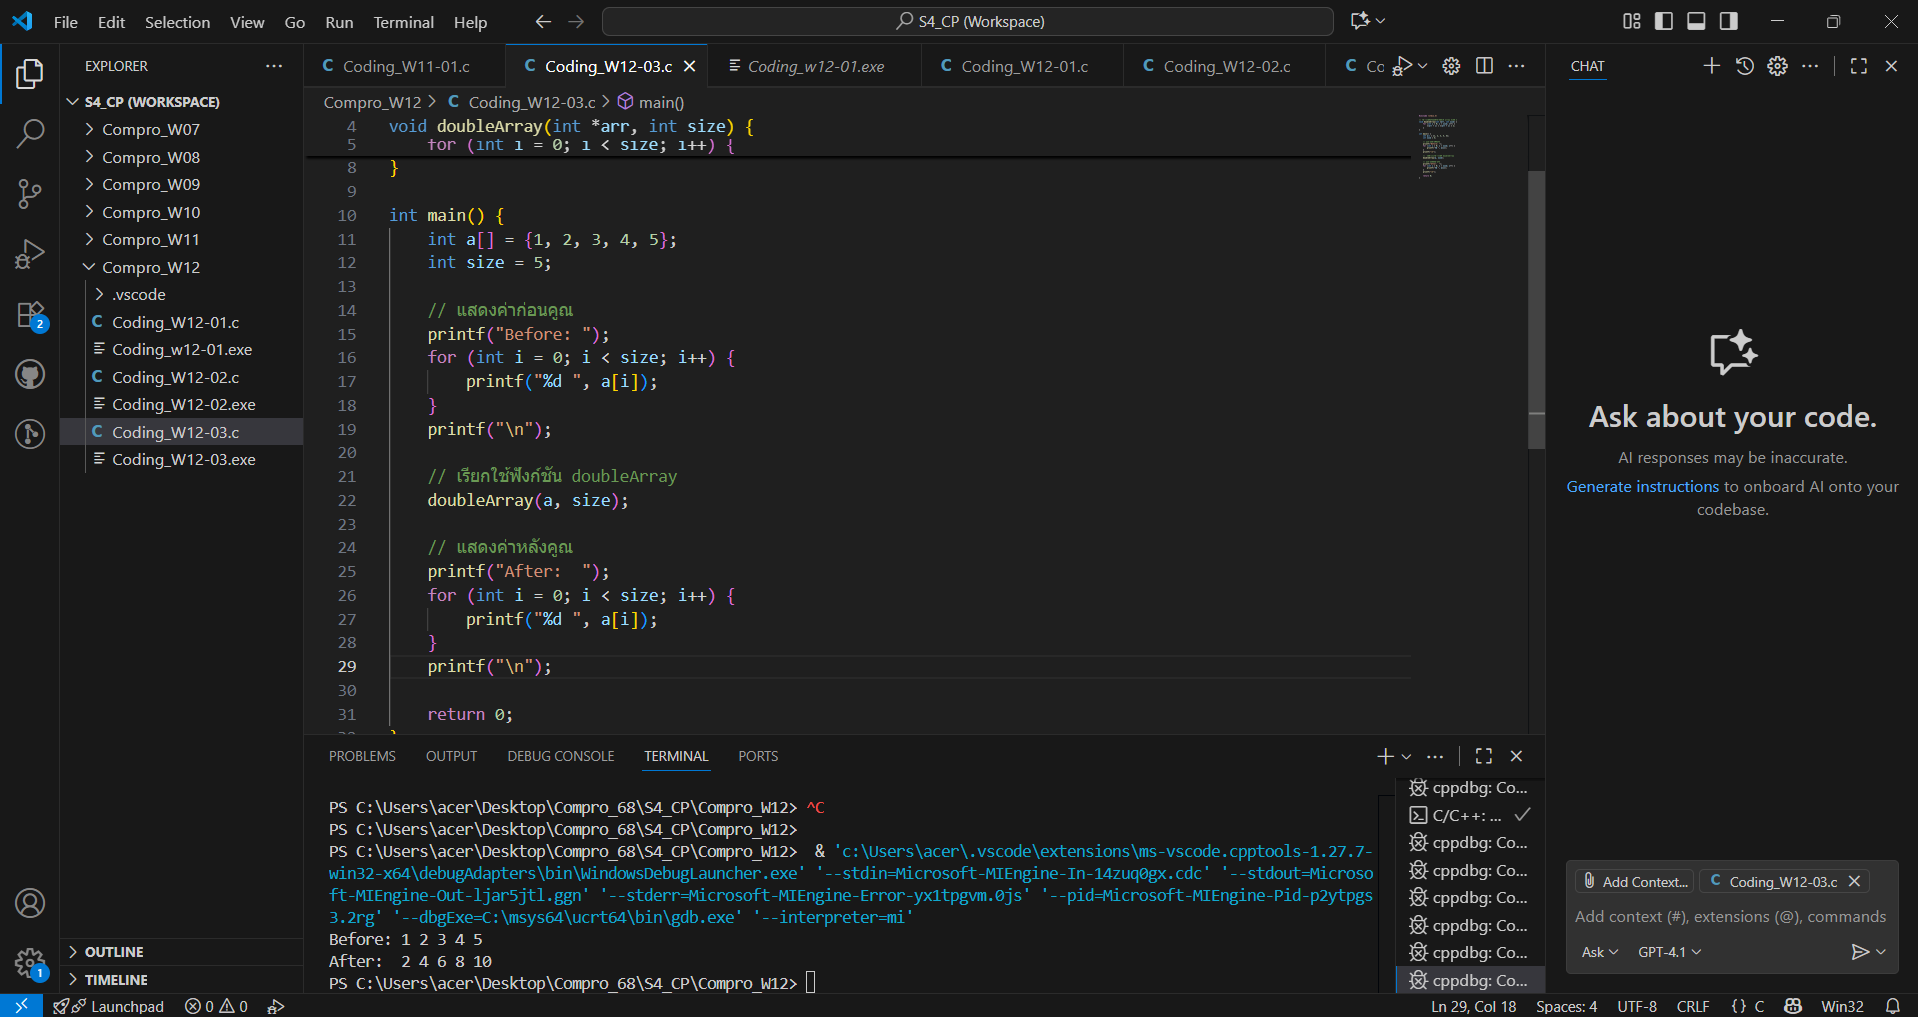 File Edit Selection View Go Run Terminal Help
S4_CP (Workspace)
EXPLORER
S4_CP (WORKSPACE)
Compro_W07
Compro_W08
Compro_W09
Compro_W10
Compro_W11
Compro_W12
.vscode
Coding_W12-01.c
Coding_w12-01.exe
Coding_W12-02.c
Coding_W12-02.exe
Coding_W12-03.c
Coding_W12-03.exe
OUTLINE
TIMELINE
2
1
Coding_W11-01.c
Coding_W12-03.c
Coding_w12-01.exe
Coding_W12-01.c
Coding_W12-02.c
Co
Compro_W12 > Coding_W12-03.c > main()
4 void doubleArray(int *arr, int size) {
5 for (int i = 0; i < size; i++) {
8 }
9
10 int main() {
11 int a[] = {1, 2, 3, 4, 5};
12 int size = 5;
13
14 // แสดงค่าก่อนคูณ
15 printf("Before: ");
16 for (int i = 0; i < size; i++) {
17 printf("%d ", a[i]);
18 }
19 printf("\n");
20
21 // เรียกใช้ฟังก์ชัน doubleArray
22 doubleArray(a, size);
23
24 // แสดงค่าหลังคูณ
25 printf("After:  ");
26 for (int i = 0; i < size; i++) {
27 printf("%d ", a[i]);
28 }
29 printf("\n");
30
31 return 0;
PROBLEMS OUTPUT DEBUG CONSOLE TERMINAL PORTS
PS C:\Users\acer\Desktop\Compro_68\S4_CP\Compro_W12> ^C
PS C:\Users\acer\Desktop\Compro_68\S4_CP\Compro_W12>
PS C:\Users\acer\Desktop\Compro_68\S4_CP\Compro_W12>  & 'c:\Users\acer\.vscode\extensions\ms-vscode.cpptools-1.27.7-
win32-x64\debugAdapters\bin\WindowsDebugLauncher.exe' '--stdin=Microsoft-MIEngine-In-14zuq0gx.cdc' '--stdout=Microso
ft-MIEngine-Out-ljar5jtl.ggn' '--stderr=Microsoft-MIEngine-Error-yx1tpgvm.0js' '--pid=Microsoft-MIEngine-Pid-p2ytpgs
3.2rg' '--dbgExe=C:\msys64\ucrt64\bin\gdb.exe' '--interpreter=mi'
Before: 1 2 3 4 5
After:  2 4 6 8 10
PS C:\Users\acer\Desktop\Compro_68\S4_CP\Compro_W12>
cppdbg: Co...
C/C++: ...
cppdbg: Co...
cppdbg: Co...
cppdbg: Co...
cppdbg: Co...
cppdbg: Co...
cppdbg: Co...
CHAT
Ask about your code.
AI responses may be inaccurate.
Generate instructions to onboard AI onto your
codebase.
Add Context...
Coding_W12-03.c
Add context (#), extensions (@), commands
Ask GPT-4.1
Launchpad 0 0
Ln 29, Col 18 Spaces: 4 UTF-8 CRLF {} C Win32